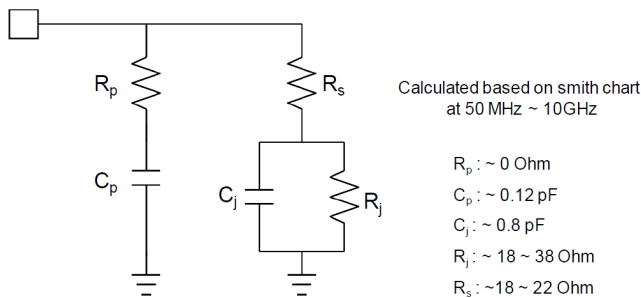 Rp
Rs
Cp
Cj
Rj
Calculated based on smith chart
at 50 MHz ~ 10GHz
Rp : ~ 0 Ohm
Cp : ~ 0.12 pF
Cj : ~ 0.8 pF
Rj : ~ 18 ~ 38 Ohm
Rs : ~18 ~ 22 Ohm